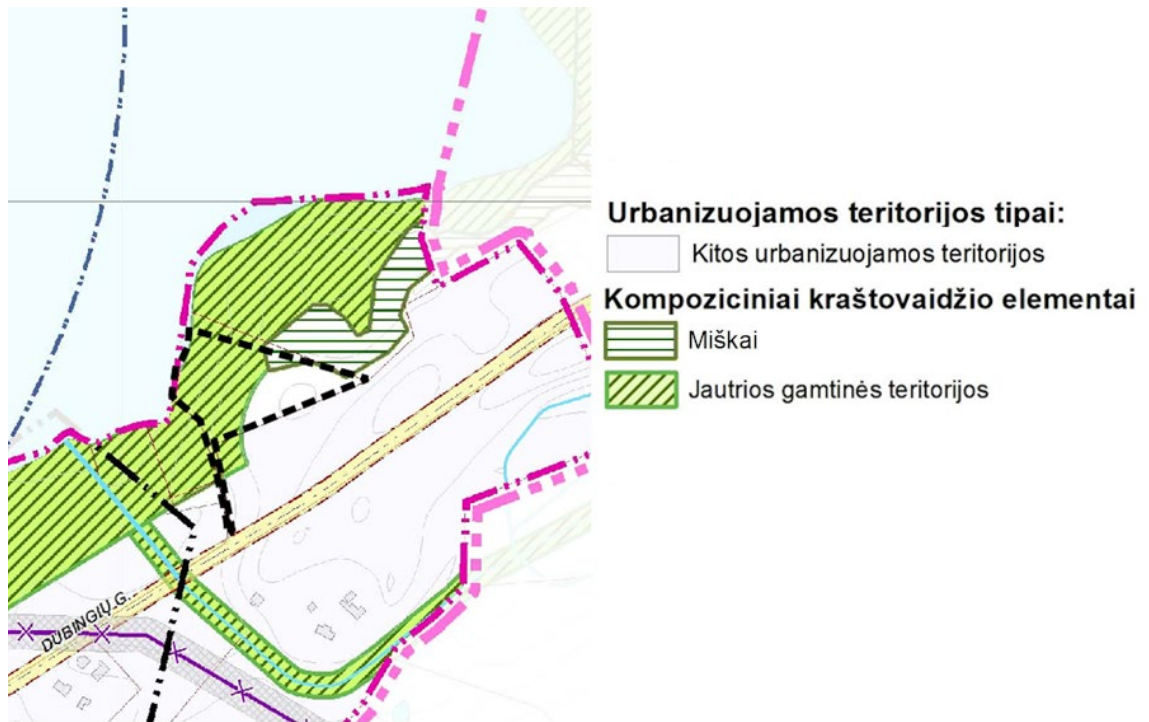 DUBINGIŲ G.
Urbanizuojamos teritorijos tipai:
Kitos urbanizuojamos teritorijos
Kompoziciniai kraštovaidžio elementai
Miškai
Jautrios gamtinės teritorijos